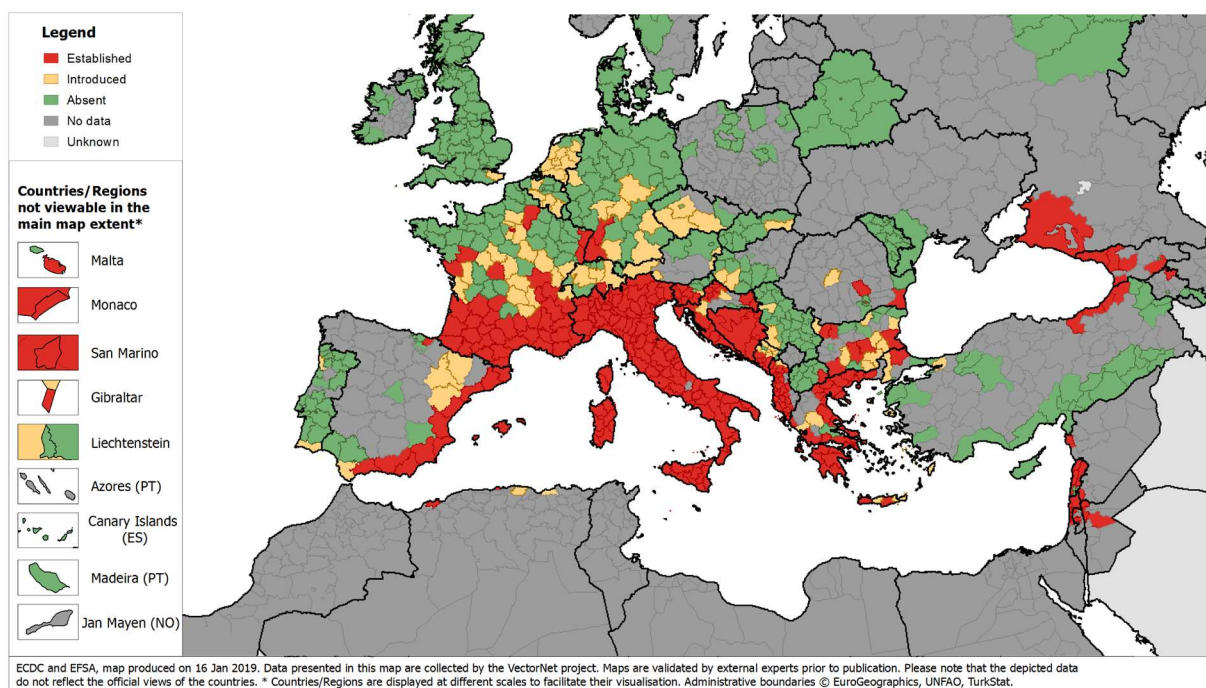 Legend
Established
Introduced
Absent
No data
Unknown
Countries/Regions
not viewable in the
main map extent*
Malta
Monaco
San Marino
Gibraltar
Liechtenstein
Azores (PT)
Canary Islands
(ES)
Madeira (PT)
Jan Mayen (NO)
ECDC and EFSA, map produced on 16 Jan 2019. Data presented in this map are collected by the VectorNet project. Maps are validated by external experts prior to publication. Please note that the depicted data
do not reflect the official views of the countries. * Countries/Regions are displayed at different scales to facilitate their visualisation. Administrative boundaries © EuroGeographics, UNFAO, TurkStat.